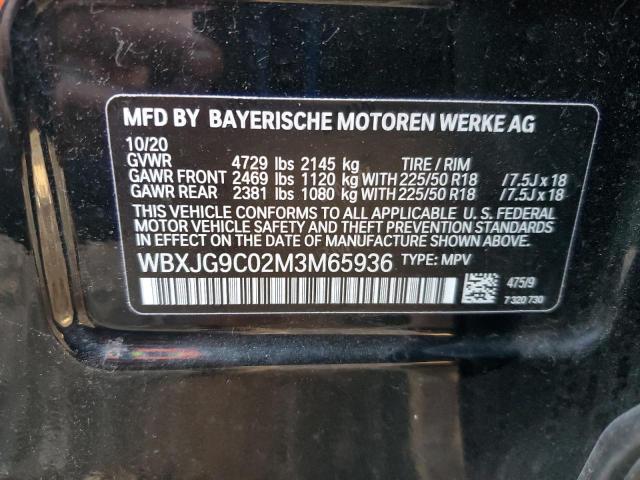 MFD BY BAYERISCHE MOTOREN WERKE AG
10/20
GVWR 4729 lbs 2145 kg TIRE / RIM
GAWR FRONT 2469 lbs 1120 kg WITH 225/50 R18 /7.5J x 18
GAWR REAR 2381 lbs 1080 kg WITH 225/50 R18 /7.5J x 18
THIS VEHICLE CONFORMS TO ALL APPLICABLE U. S. FEDERAL
MOTOR VEHICLE SAFETY, BUMPER, AND THEFT PREVENTION STANDARDS
IN EFFECT ON THE DATE OF MANUFACTURE SHOWN ABOVE.
WBXJG9C02M3M65936 TYPE: MPV
475/9
7 320 730